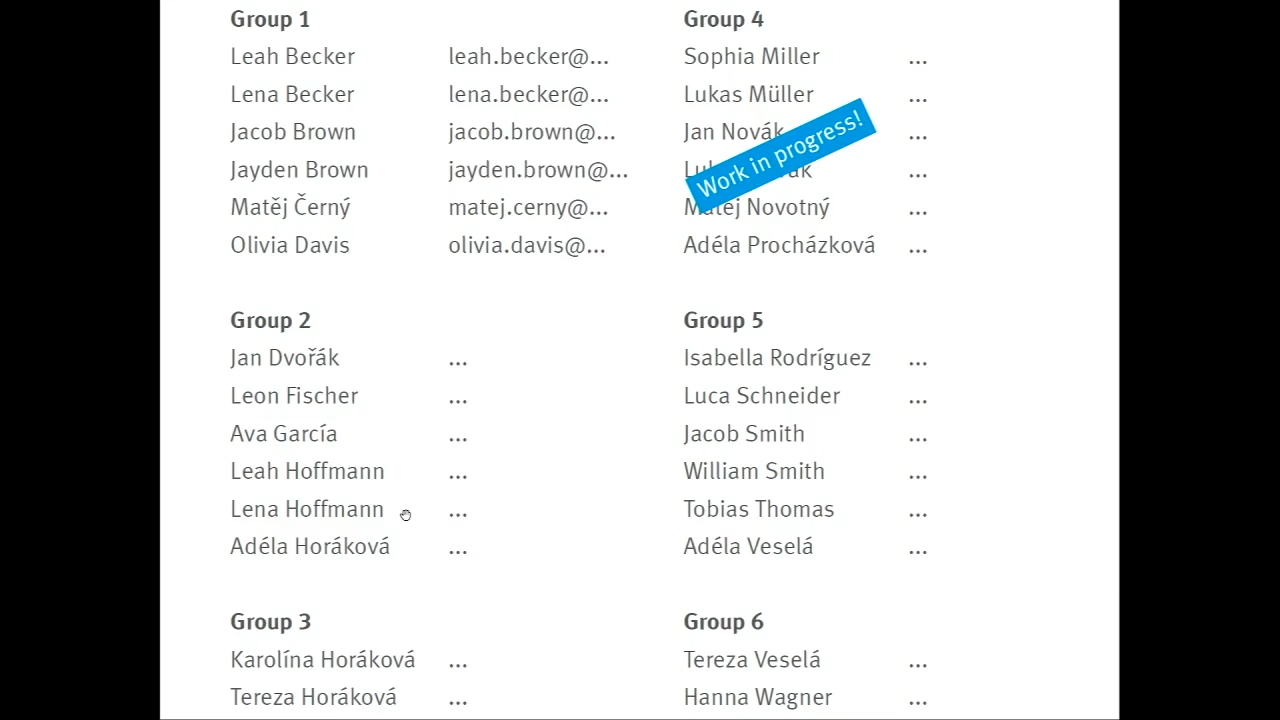 Group 1
Leah Becker leah.becker@...
Lena Becker lena.becker@...
Jacob Brown jacob.brown@...
Jayden Brown jayden.brown@...
Matěj Černý matej.cerny@...
Olivia Davis olivia.davis@...
Group 2
Jan Dvořák ...
Leon Fischer ...
Ava García ...
Leah Hoffmann ...
Lena Hoffmann ...
Adéla Horáková ...
Group 3
Karolína Horáková ...
Tereza Horáková ...
Group 4
Sophia Miller ...
Lukas Müller ...
Jan Novák ...
...
Matěj Novotný ...
Adéla Procházková ...
Work in progress!
Group 5
Isabella Rodríguez ...
Luca Schneider ...
Jacob Smith ...
William Smith ...
Tobias Thomas ...
Adéla Veselá ...
Group 6
Tereza Veselá ...
Hanna Wagner ...